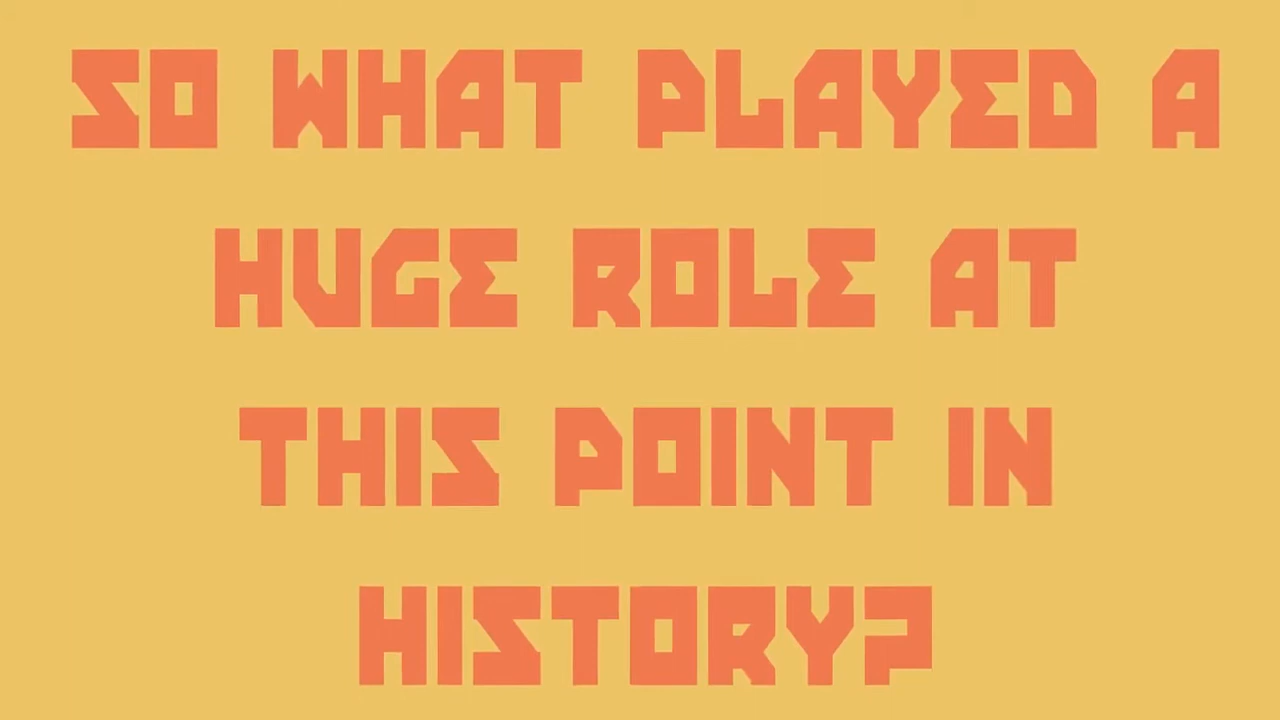 SO WHAT PLAYED A
HUGE ROLE AT
THIS POINT IN
HISTORY?